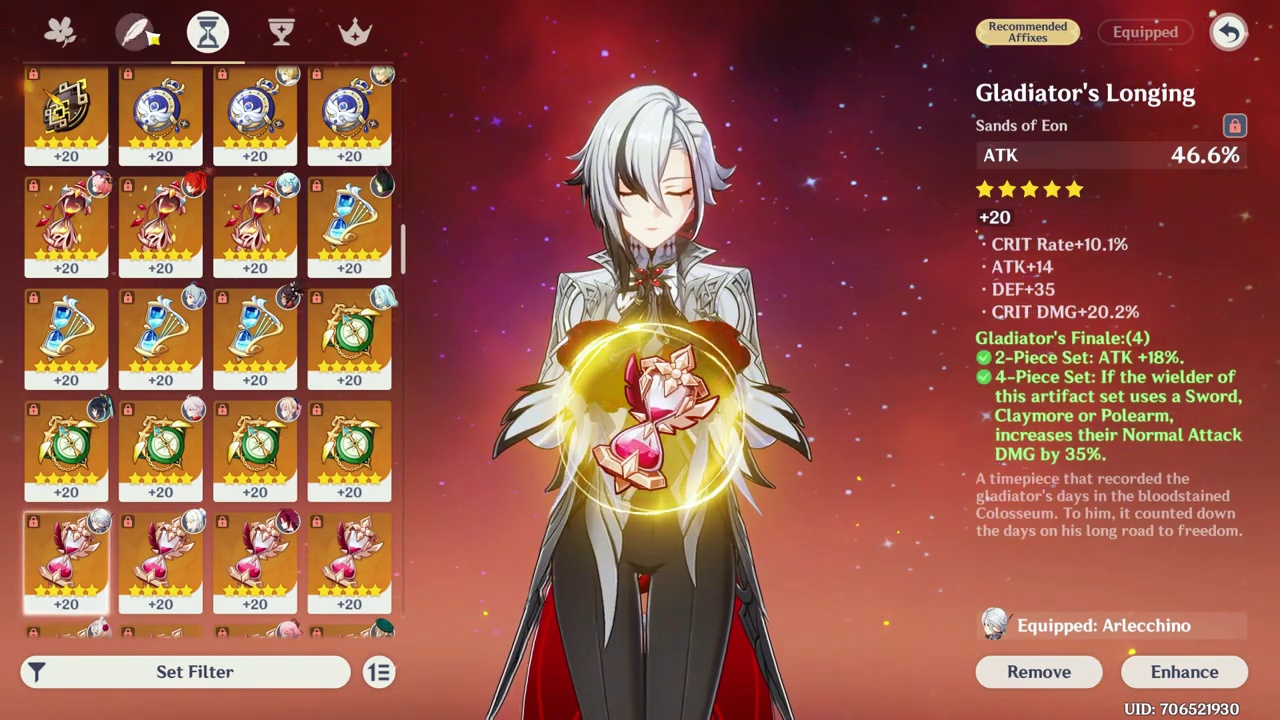 Recommended
Affixes
Equipped
Gladiator's Longing
Sands of Eon
ATK 46.6%
+20
· CRIT Rate+10.1%
· ATK+14
· DEF+35
· CRIT DMG+20.2%
Gladiator's Finale:(4)
2-Piece Set: ATK +18%.
4-Piece Set: If the wielder of
this artifact set uses a Sword,
Claymore or Polearm,
increases their Normal Attack
DMG by 35%.
A timepiece that recorded the
gladiator's days in the bloodstained
Colosseum. To him, it counted down
the days on his long road to freedom.
Equipped: Arlecchino
Remove Enhance
UID: 706521930
+20 +20 +20 +20
+20 +20 +20 +20
+20 +20 +20 +20
+20 +20 +20 +20
+20 +20 +20 +20
Set Filter